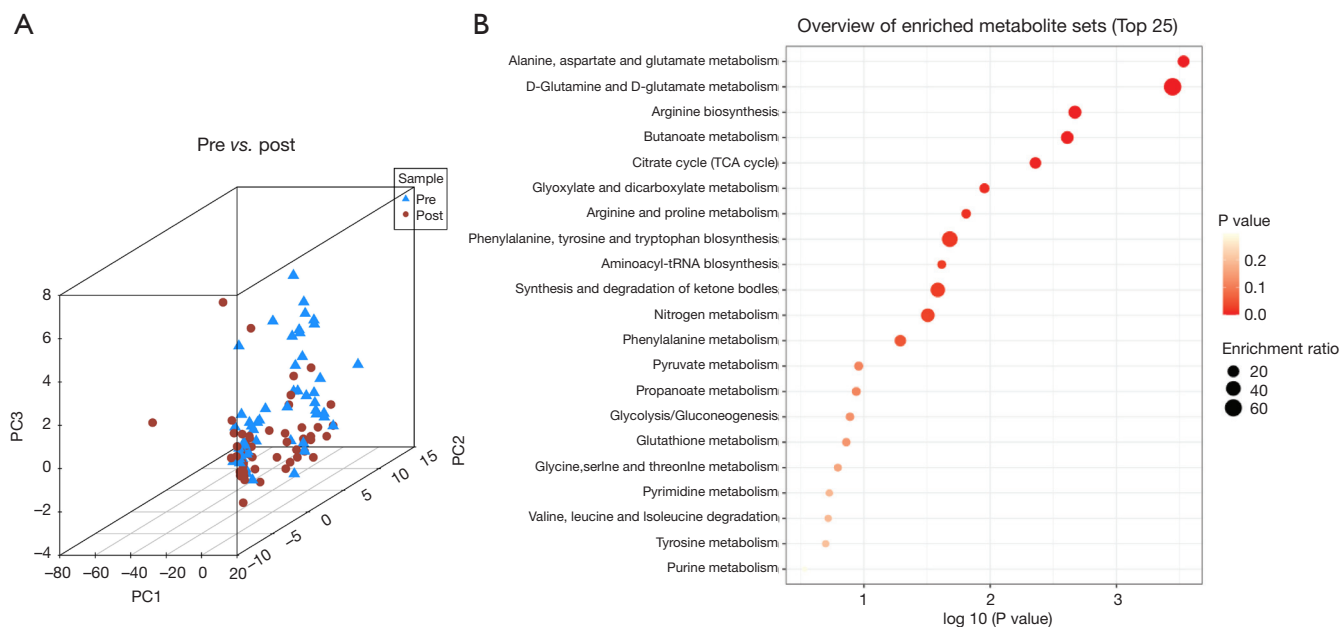 A
Pre vs. post
Sample
Pre
Post
8
6
4
2
0
−2
−4
PC3
−80 −60 −40 −20 0 20
PC1
−10
−5
0
5
10
15
PC2
B
Overview of enriched metabolite sets (Top 25)
Alanine, aspartate and glutamate metabolism
D-Glutamine and D-glutamate metabolism
Arginine biosynthesis
Butanoate metabolism
Citrate cycle (TCA cycle)
Glyoxylate and dicarboxylate metabolism
Arginine and proline metabolism
Phenylalanine, tyrosine and tryptophan biosynthesis
Aminoacyl-tRNA biosynthesis
Synthesis and degradation of ketone bodies
Nitrogen metabolism
Phenylalanine metabolism
Pyruvate metabolism
Propanoate metabolism
Glycolysis/Gluconeogenesis
Glutathione metabolism
Glycine,serIne and threonIne metabolism
Pyrimidine metabolism
Valine, leucine and Isoleucine degradation
Tyrosine metabolism
Purine metabolism
1 2 3
log 10 (P value)
P value
0.2
0.1
0.0
Enrichment ratio
20
40
60